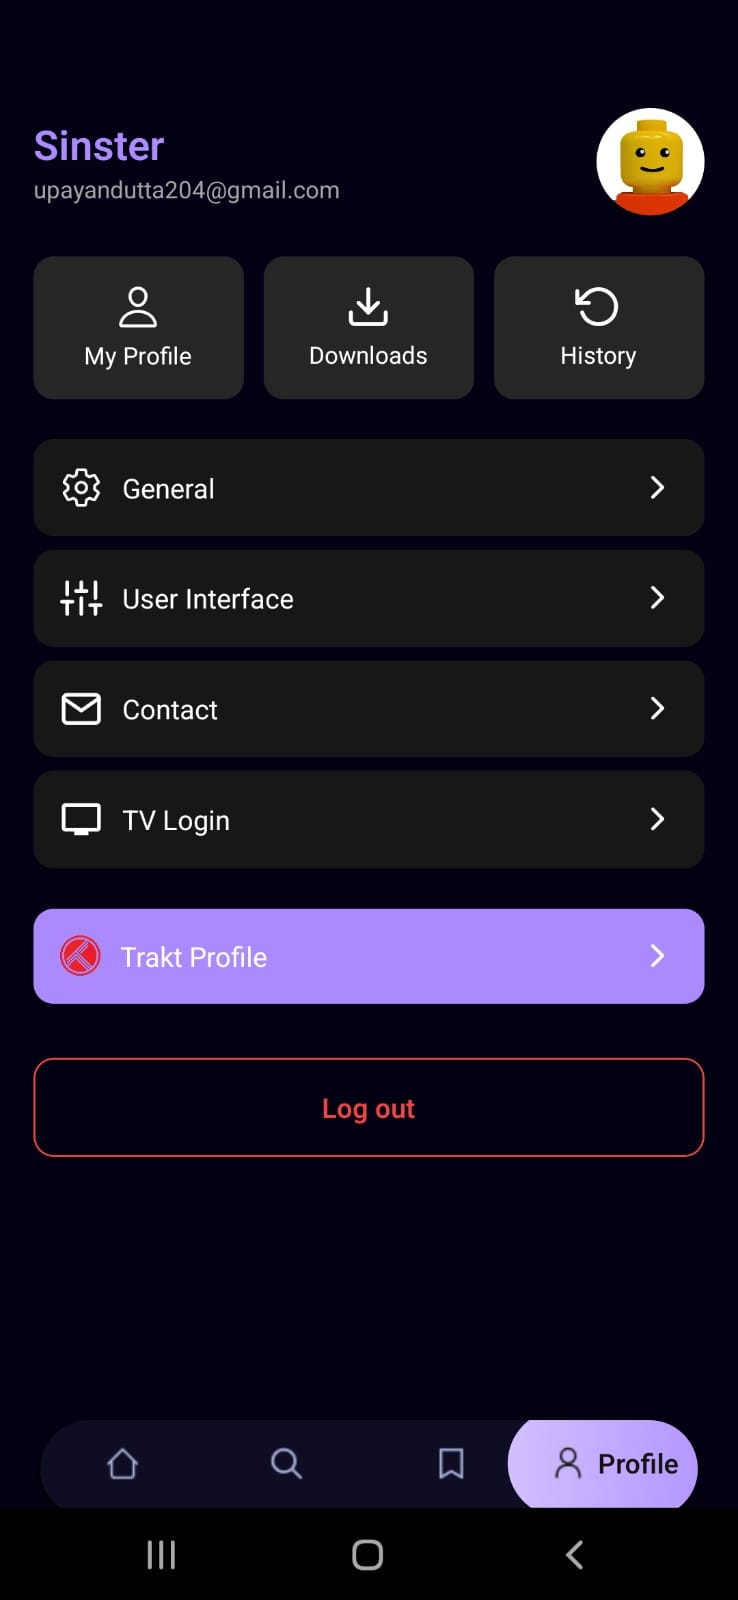 Sinster
upayandutta204@gmail.com
My Profile
Downloads
History
General
User Interface
Contact
TV Login
Trakt Profile
Log out
Profile